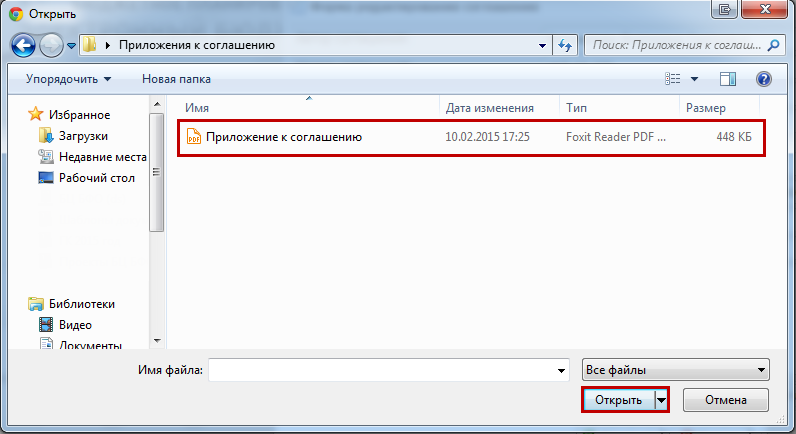 Открыть
Приложения к соглашению
Поиск: Приложения к соглаш...
Упорядочить
Новая папка
Имя
Дата изменения
Тип
Размер
Избранное
Загрузки
Недавние места
Рабочий стол
PDF
Приложение к соглашению
10.02.2015 17:25
Foxit Reader PDF ...
448 КБ
Библиотеки
Видео
Документы
Имя файла:
Все файлы
Открыть
Отмена